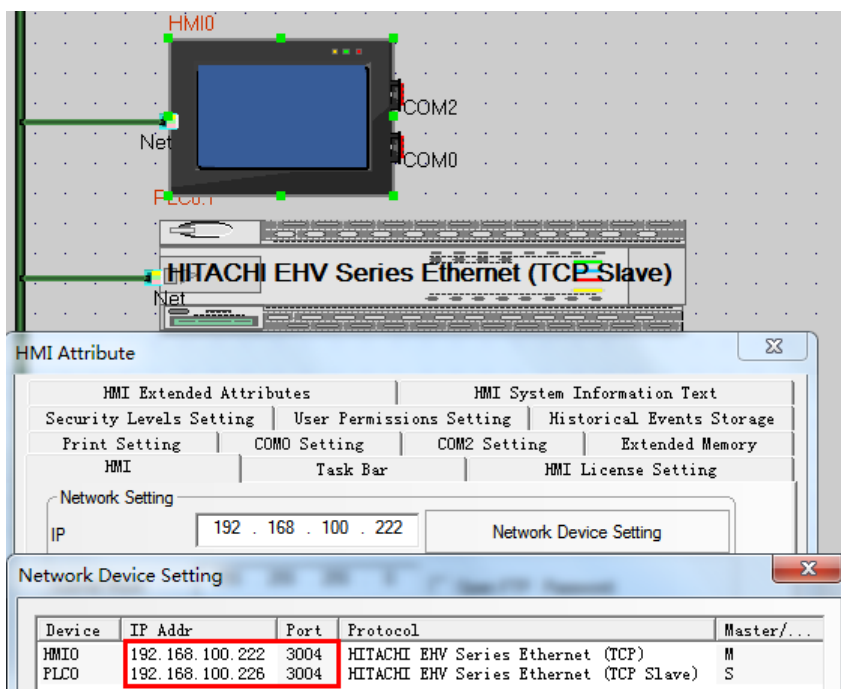 HMI0
COM2
Net
COM0
PLC0:1
HITACHI EHV Series Ethernet (TCP Slave)
Net
HMI Attribute
HMI Extended Attributes HMI System Information Text
Security Levels Setting User Permissions Setting Historical Events Storage
Print Setting COM0 Setting COM2 Setting Extended Memory
HMI Task Bar HMI License Setting
Network Setting
IP 192 . 168 . 100 . 222 Network Device Setting
Network Device Setting
Device IP Addr Port Protocol Master/...
HMI0 192.168.100.222 3004 HITACHI EHV Series Ethernet (TCP) M
PLC0 192.168.100.226 3004 HITACHI EHV Series Ethernet (TCP Slave) S